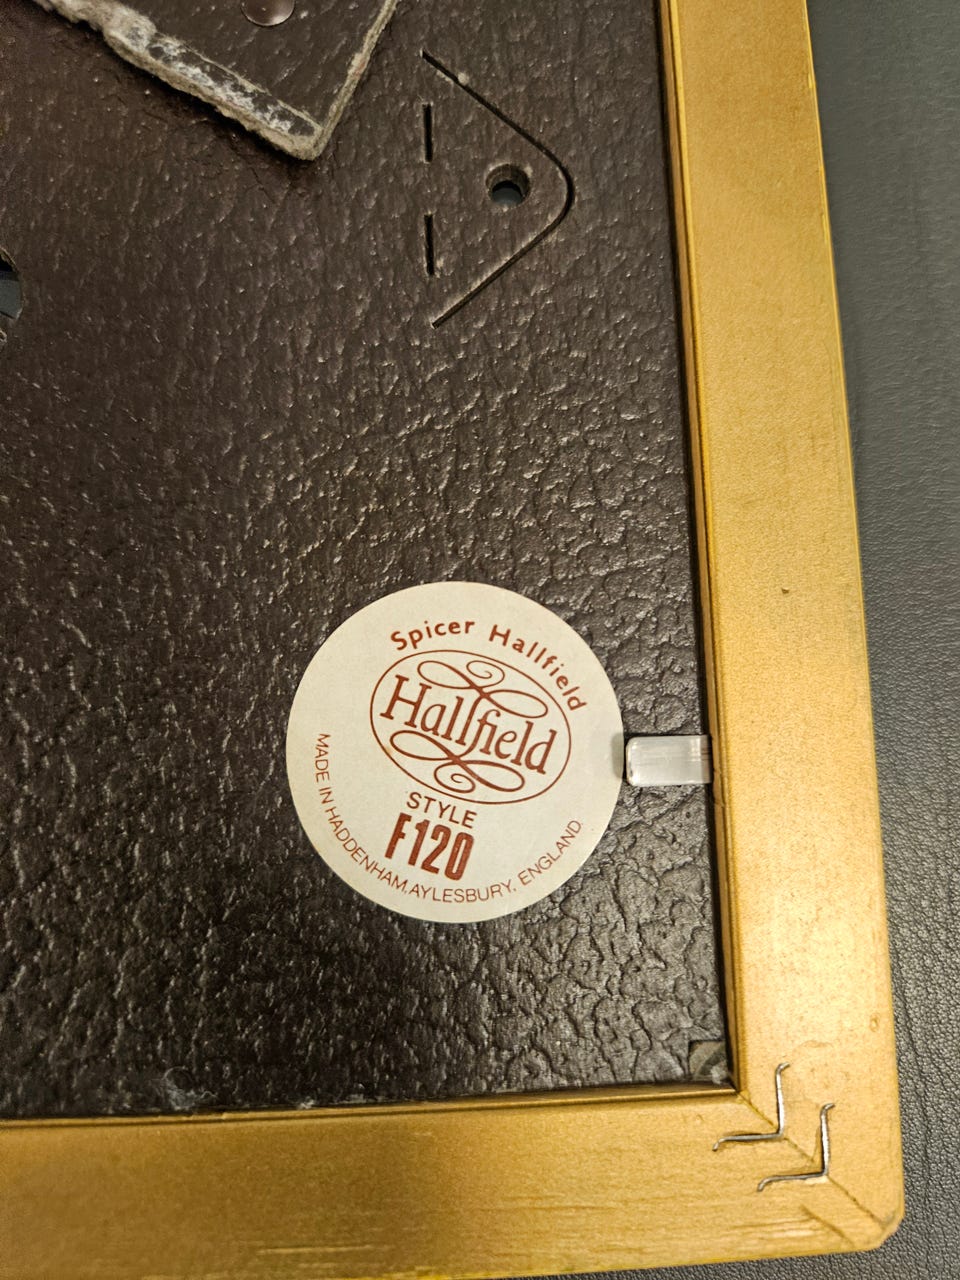 Spicer Hallfield
Hallfield
STYLE
F120
MADE IN HADDENHAM, AYLESBURY, ENGLAND.